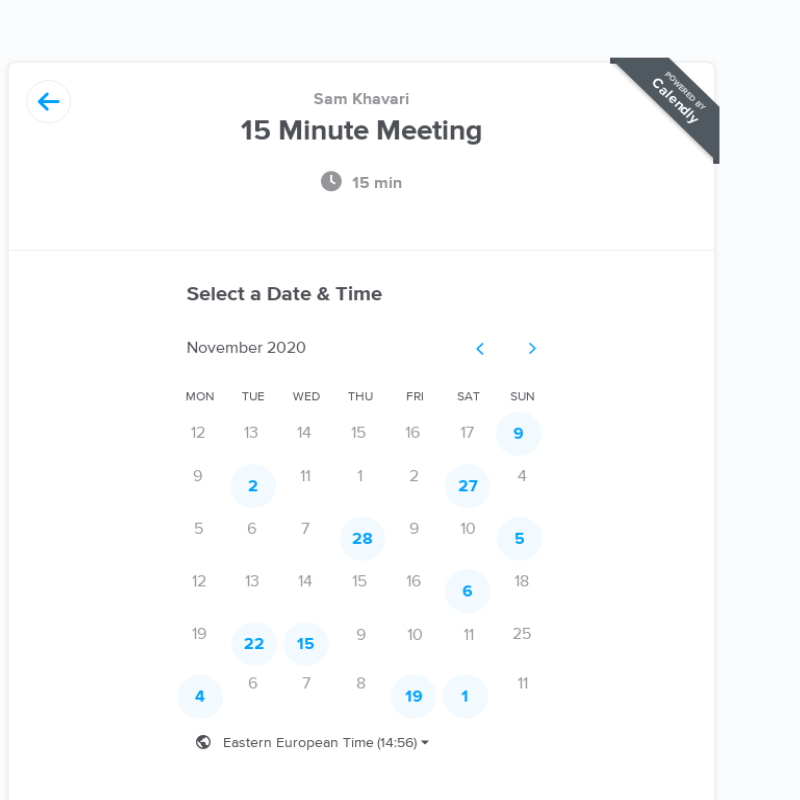 Sam Khavari
POWERED BY
Calendly
15 Minute Meeting
15 min
Select a Date & Time
November 2020
MON TUE WED THU FRI SAT SUN
12 13 14 15 16 17 9
9 2 11 1 2 27 4
5 6 7 28 9 10 5
12 13 14 15 16 6 18
19 22 15 9 10 11 25
4 6 7 8 19 1 11
Eastern European Time (14:56)